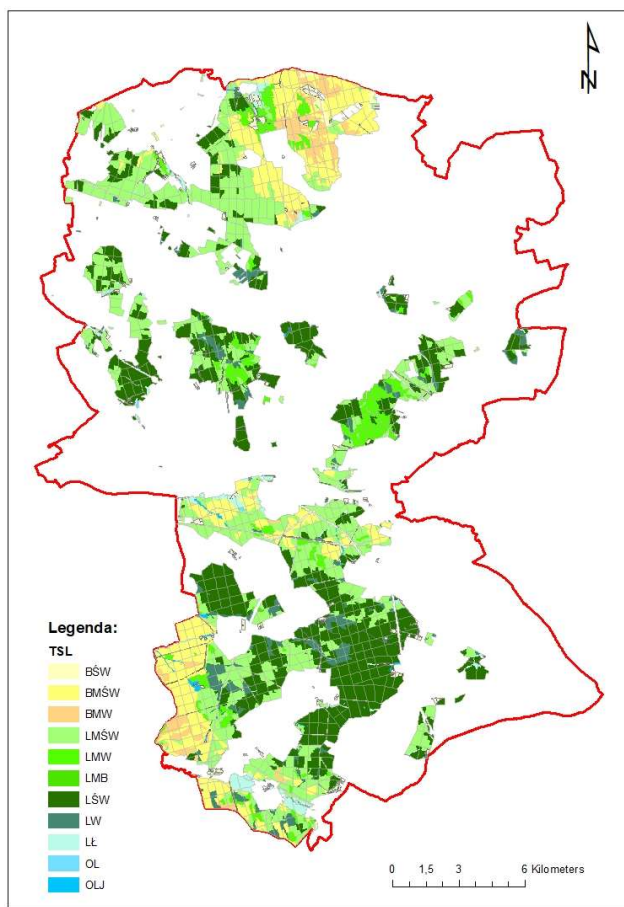 N
Legenda:
TSL
BŚW
BMŚW
BMW
LMŚW
LMW
LMB
LŚW
LW
LŁ
OL
OLJ
0 1,5 3 6 Kilometers